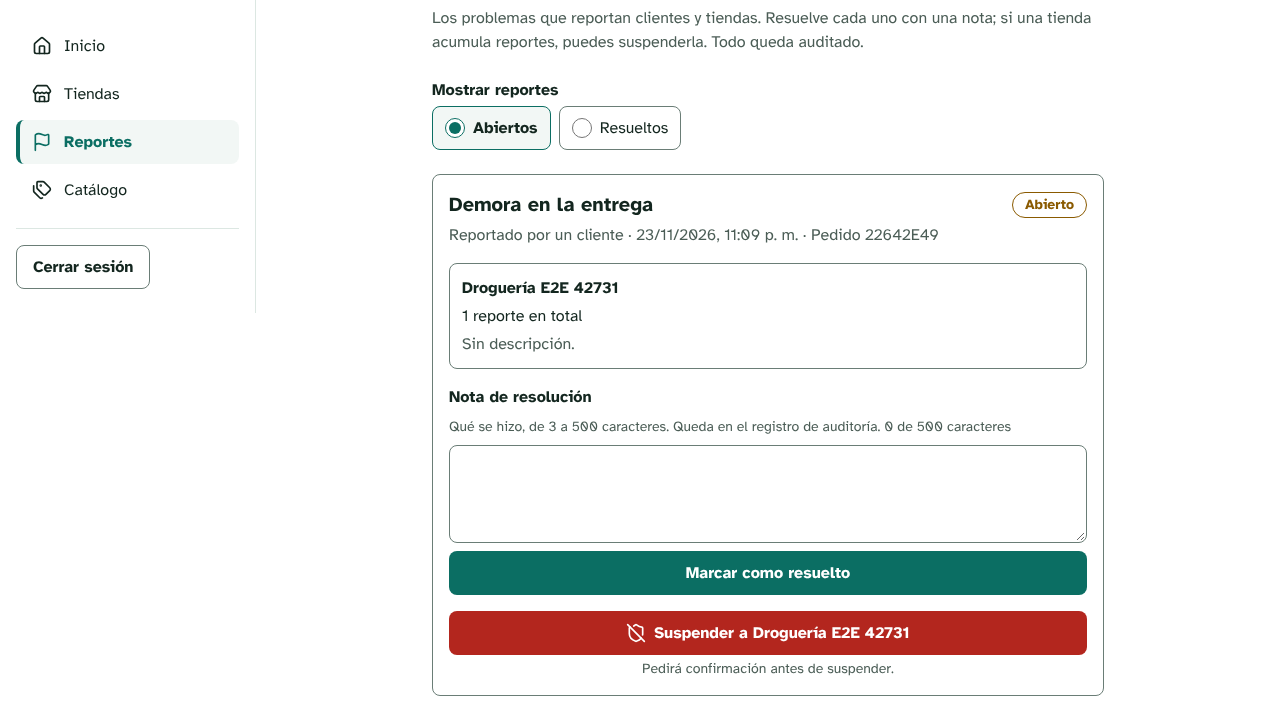 Inicio
Tiendas
Reportes
Catálogo
Cerrar sesión
Los problemas que reportan clientes y tiendas. Resuelve cada uno con una nota; si una tienda
acumula reportes, puedes suspenderla. Todo queda auditado.
Mostrar reportes
Abiertos
Resueltos
Demora en la entrega
Abierto
Reportado por un cliente · 23/11/2026, 11:09 p. m. · Pedido 22642E49
Droguería E2E 42731
1 reporte en total
Sin descripción.
Nota de resolución
Qué se hizo, de 3 a 500 caracteres. Queda en el registro de auditoría. 0 de 500 caracteres
Marcar como resuelto
Suspender a Droguería E2E 42731
Pedirá confirmación antes de suspender.